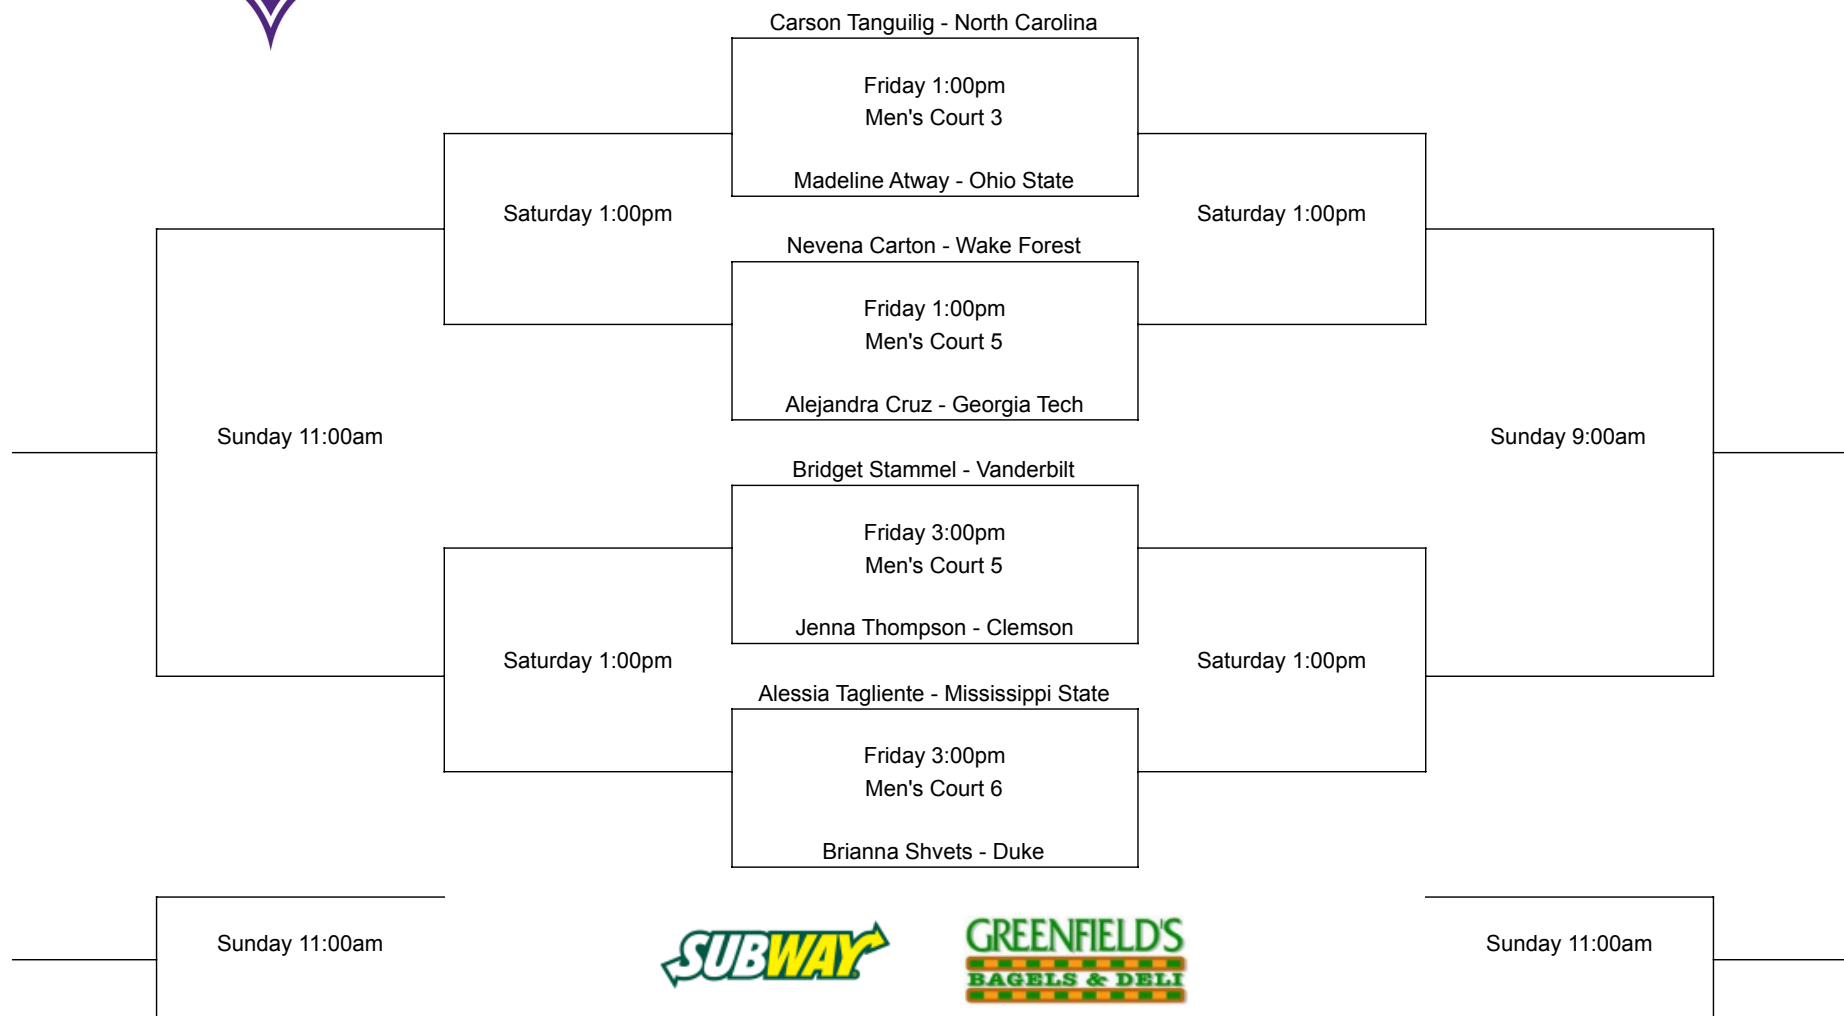 Carson Tanguilig - North Carolina
Friday 1:00pm
Men's Court 3
Madeline Atway - Ohio State
Saturday 1:00pm
Saturday 1:00pm
Nevena Carton - Wake Forest
Friday 1:00pm
Men's Court 5
Alejandra Cruz - Georgia Tech
Sunday 11:00am
Sunday 9:00am
Bridget Stammel - Vanderbilt
Friday 3:00pm
Men's Court 5
Jenna Thompson - Clemson
Saturday 1:00pm
Saturday 1:00pm
Alessia Tagliente - Mississippi State
Friday 3:00pm
Men's Court 6
Brianna Shvets - Duke
Sunday 11:00am
SUBWAY
GREENFIELD'S
BAGELS & DELI
Sunday 11:00am